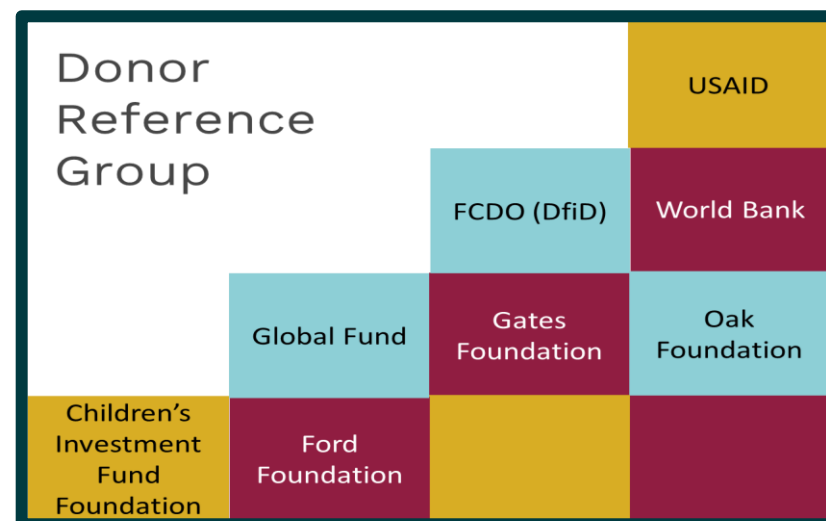 Donor
Reference
Group
USAID
FCDO (DfiD)
World Bank
Global Fund
Gates
Foundation
Oak
Foundation
Children’s
Investment
Fund
Foundation
Ford
Foundation